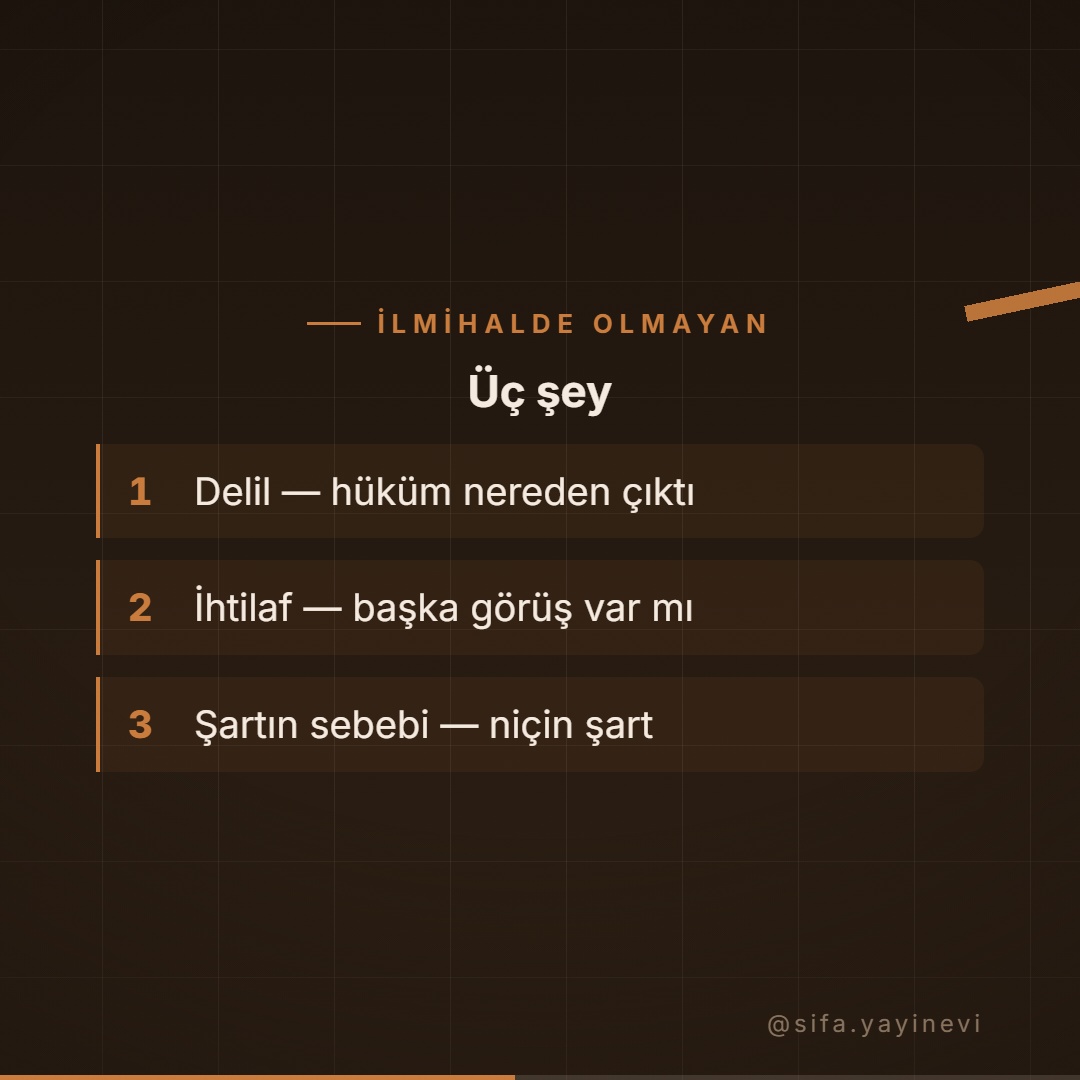 İLMİHALDE OLMAYAN
Üç şey
1 Delil — hüküm nereden çıktı
2 İhtilaf — başka görüş var mı
3 Şartın sebebi — niçin şart
@sifa.yayinevi